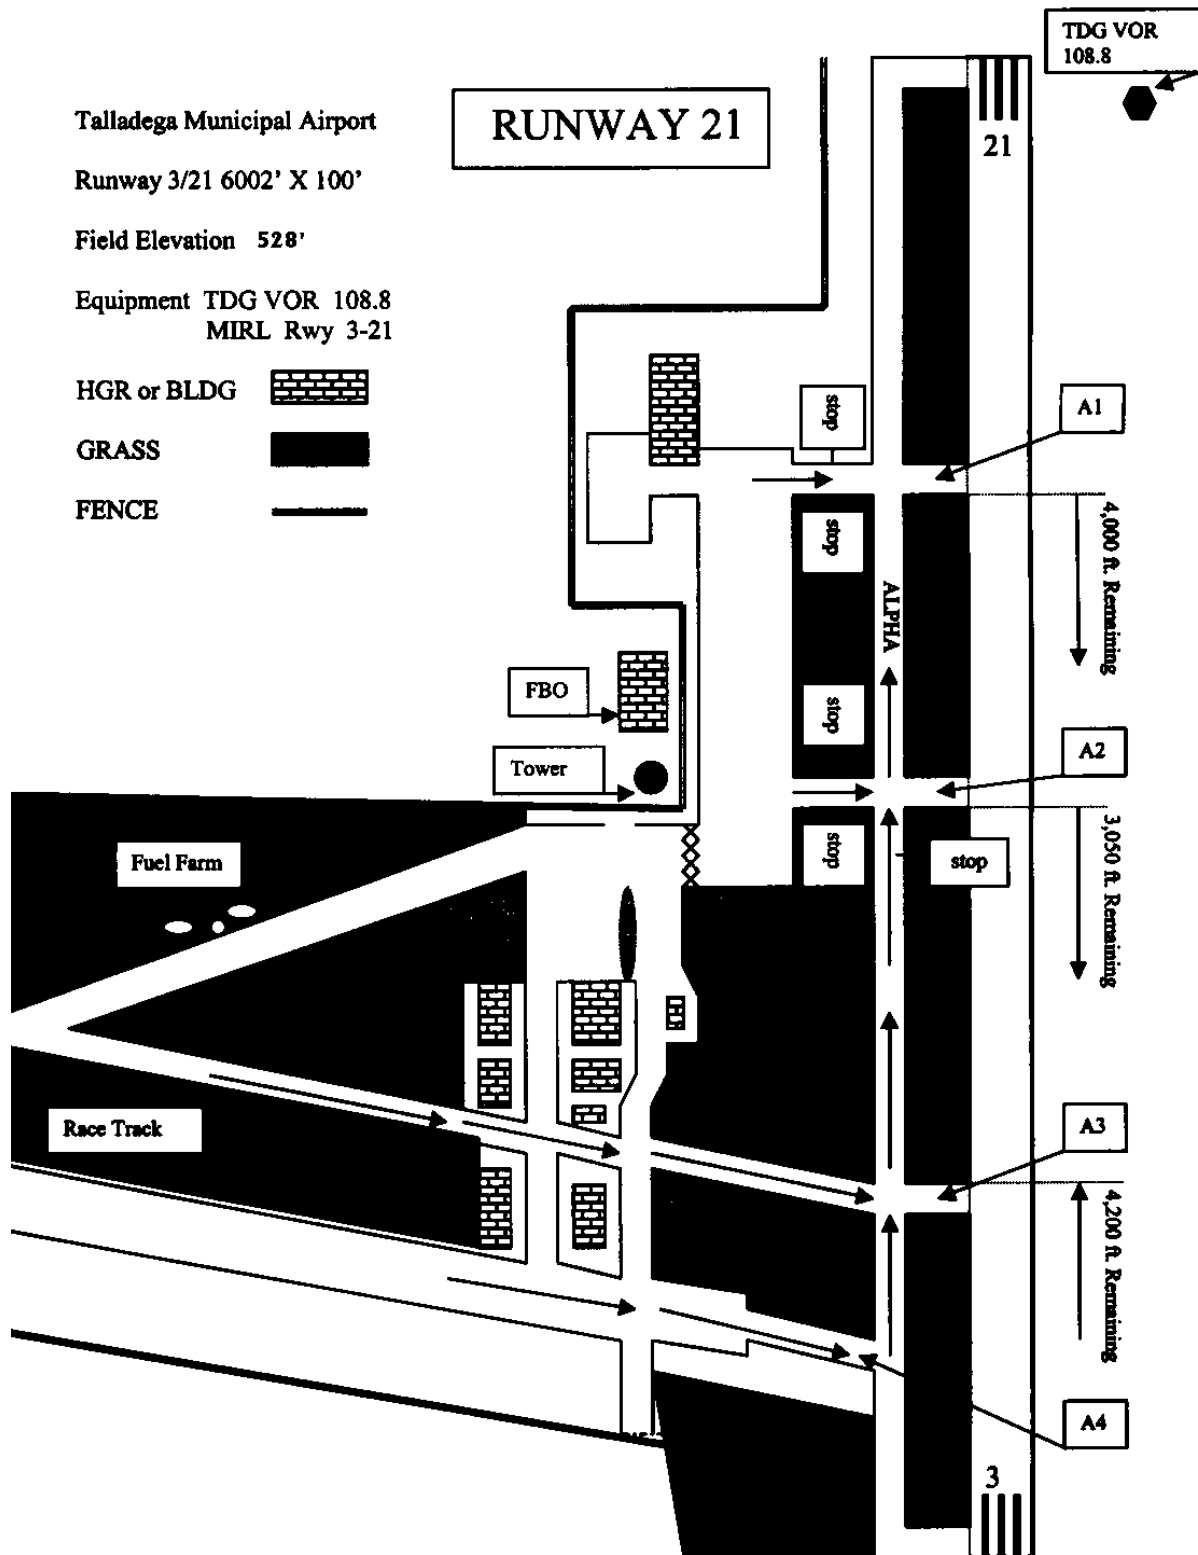 TDG VOR
108.8
Talladega Municipal Airport
RUNWAY 21
21
Runway 3/21 6002' X 100'
Field Elevation 528'
Equipment TDG VOR 108.8
MIRL Rwy 3-21
HGR or BLDG
GRASS
FENCE
stop
A1
stop
4,000 ft. Remaining
ALPHA
FBO
stop
Tower
A2
Fuel Farm
stop
stop
3,050 ft. Remaining
Race Track
A3
4,200 ft. Remaining
A4
3